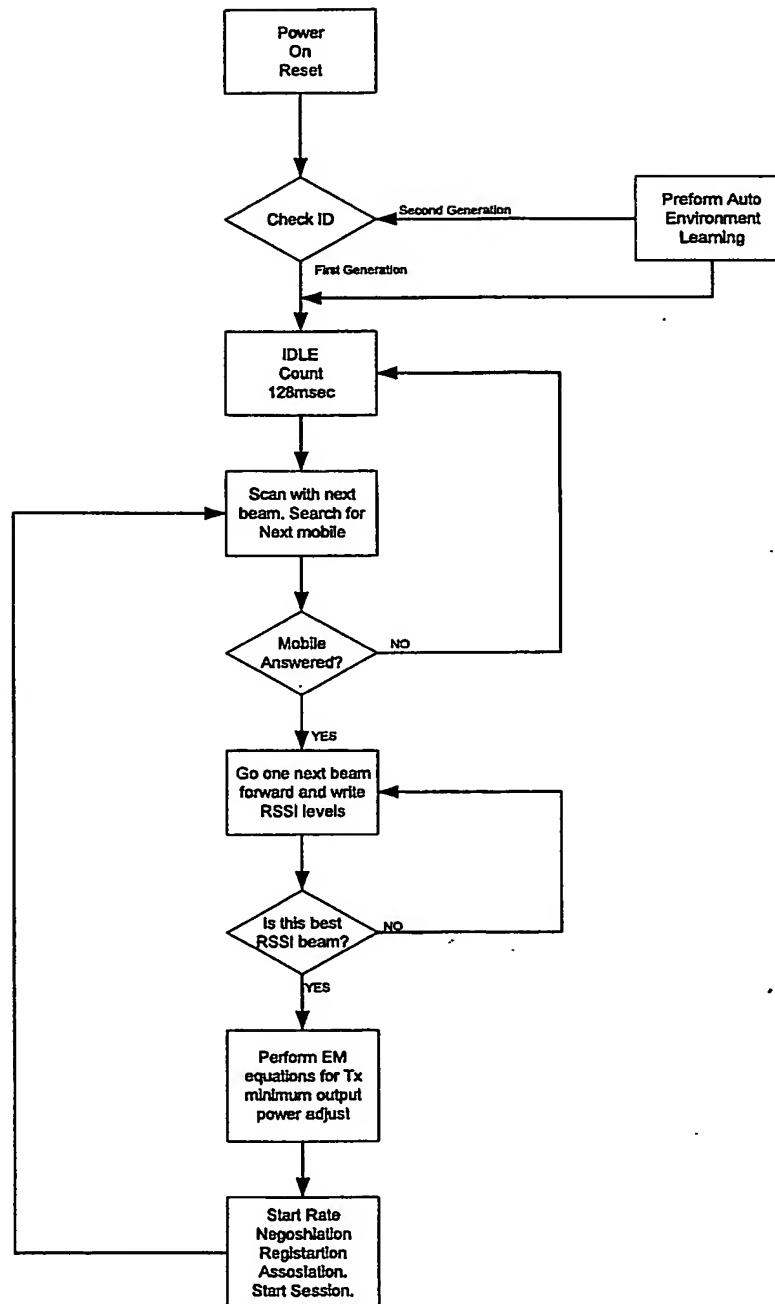 Power
On
Reset
Check ID
Second Generation
Preform Auto
Environment
Learning
First Generation
IDLE
Count
128msec
Scan with next
beam. Search for
Next mobile
Mobile
Answered?
NO
YES
Go one next beam
forward and write
RSSI levels
Is this best
RSSI beam?
NO
YES
Perform EM
equations for Tx
minimum output
power adjust
Start Rate
Negoshiation
Registartion
Assosiation.
Start Session.